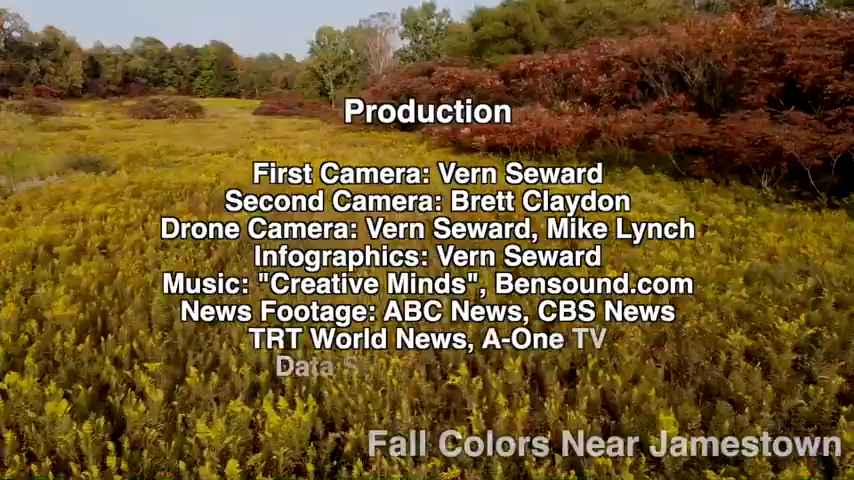 Production
First Camera: Vern Seward
Second Camera: Brett Claydon
Drone Camera: Vern Seward, Mike Lynch
Infographics: Vern Seward
Music: "Creative Minds", Bensound.com
News Footage: ABC News, CBS News
TRT World News, A-One TV
Data S
Fall Colors Near Jamestown